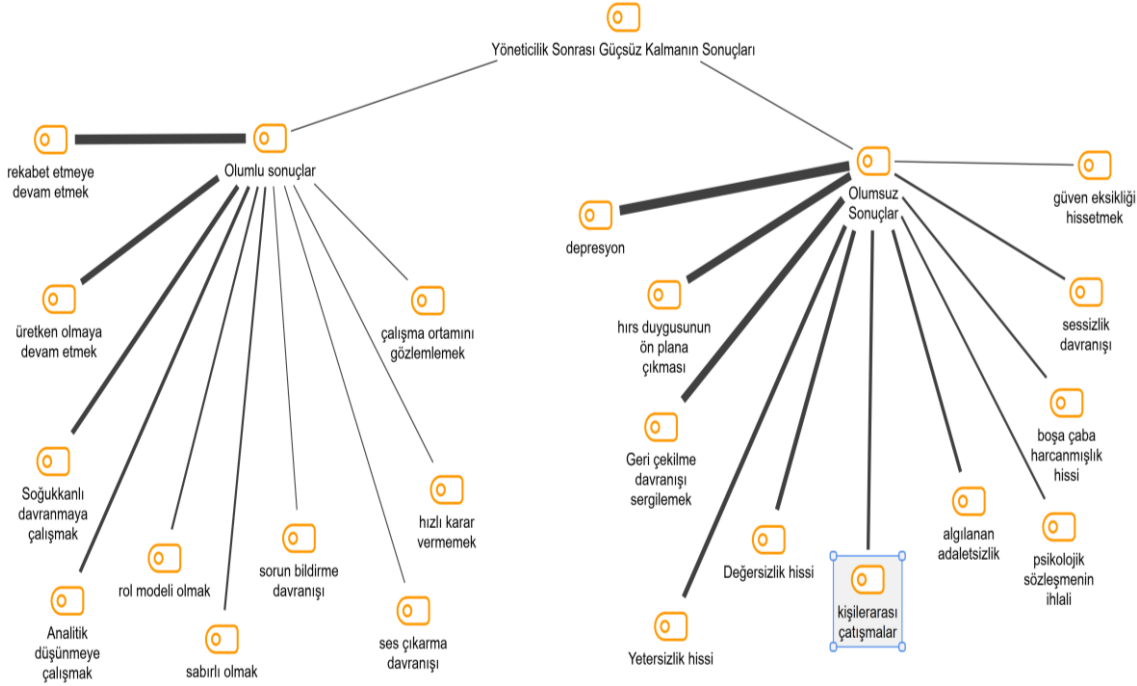 Yöneticilik Sonrası Güçsüz Kalmanın Sonuçları
rekabet etmeye
devam etmek
Olumlu sonuçlar
üretken olmaya
devam etmek
çalışma ortamını
gözlemlemek
Soğukkanlı
davranmaya
çalışmak
hızlı karar
vermemek
rol modeli olmak
sorun bildirme
davranışı
Analitik
düşünmeye
çalışmak
sabırlı olmak
ses çıkarma
davranışı
Olumsuz
Sonuçlar
güven eksikliği
hissetmek
depresyon
hırs duygusunun
ön plana
çıkması
sessizlik
davranışı
Geri çekilme
davranışı
sergilemek
boşa çaba
harcanmışlık
hissi
Değersizlik hissi
algılanan
adaletsizlik
psikolojik
sözleşmenin
ihlali
kişilerarası
çatışmalar
Yetersizlik hissi